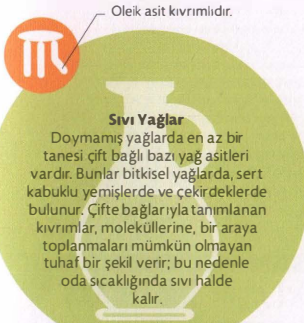 Oleik asit kıvrımlıdır.
Sıvı Yağlar
Doymamış yağlarda en az bir
tanesi çift bağlı bazı yağ asitleri
vardır. Bunlar bitkisel yağlarda, sert
kabuklu yemişlerde ve çekirdeklerde
bulunur. Çifte bağlarıyla tanımlanan
kıvrımlar, moleküllerine, bir araya
toplanmaları mümkün olmayan
tuhaf bir şekil verir; bu nedenle
oda sıcaklığında sıvı halde
kalır.